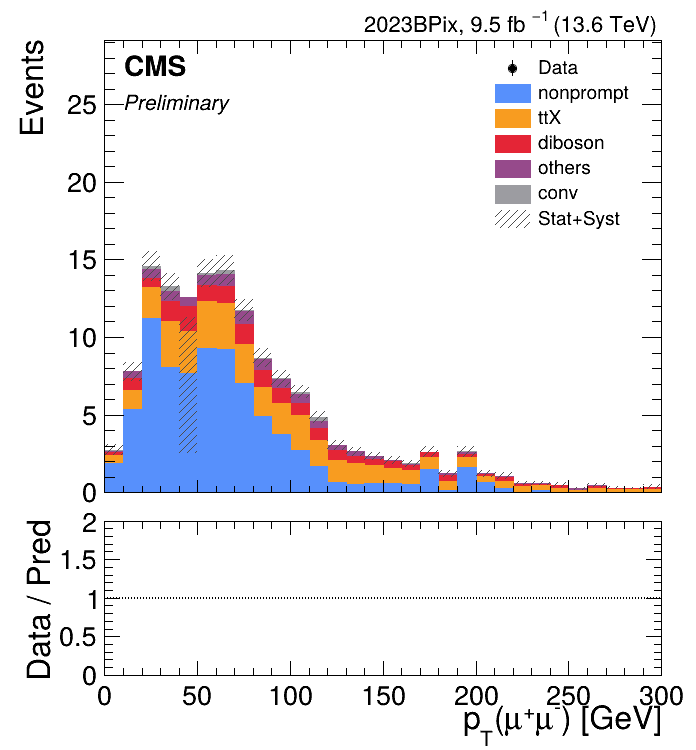 2023BPix, 9.5 fb⁻¹ (13.6 TeV)
CMS
Preliminary
Data
nonprompt
ttX
diboson
others
conv
Stat+Syst
Events
25
20
15
10
5
0
Data / Pred
2
1.5
1
0.5
0
0 50 100 150 200 250 300
p_T(μ⁺μ⁻) [GeV]